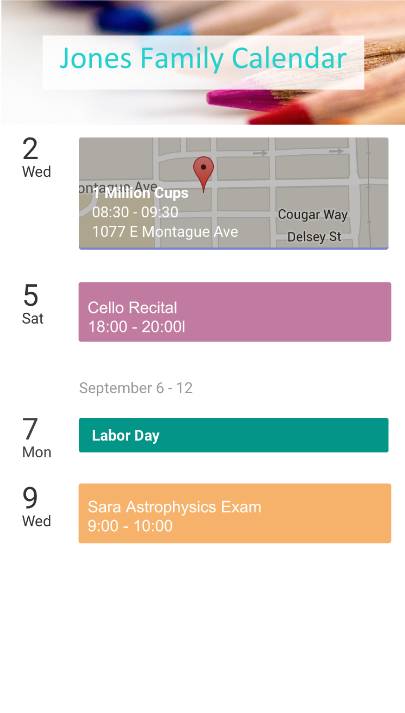 Jones Family Calendar
2
Wed
ontague Ave
1 Million Cups
08:30 - 09:30
1077 E Montague Ave
Cougar Way
Delsey St
5
Sat
Cello Recital
18:00 - 20:00l
September 6 - 12
7
Mon
Labor Day
9
Wed
Sara Astrophysics Exam
9:00 - 10:00